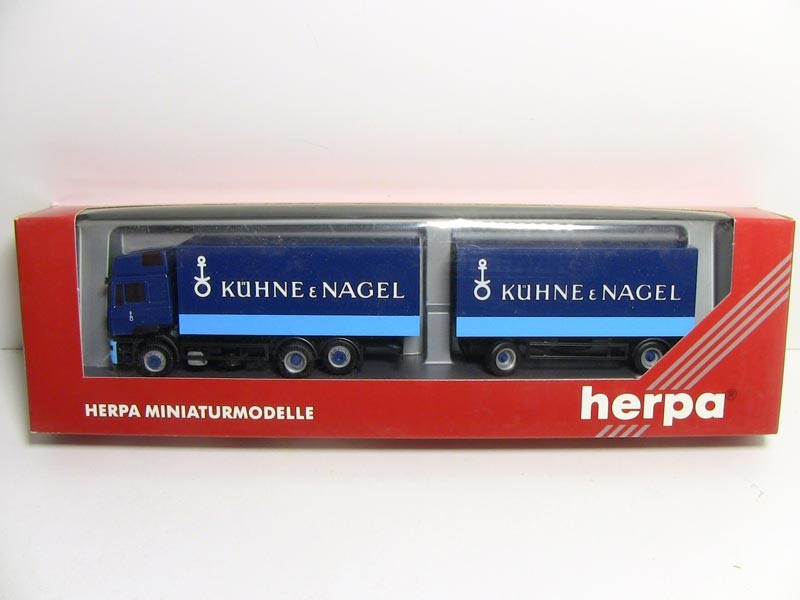 KÜHNE & NAGEL
KÜHNE & NAGEL
HERPA MINIATURMODELLE
herpa®